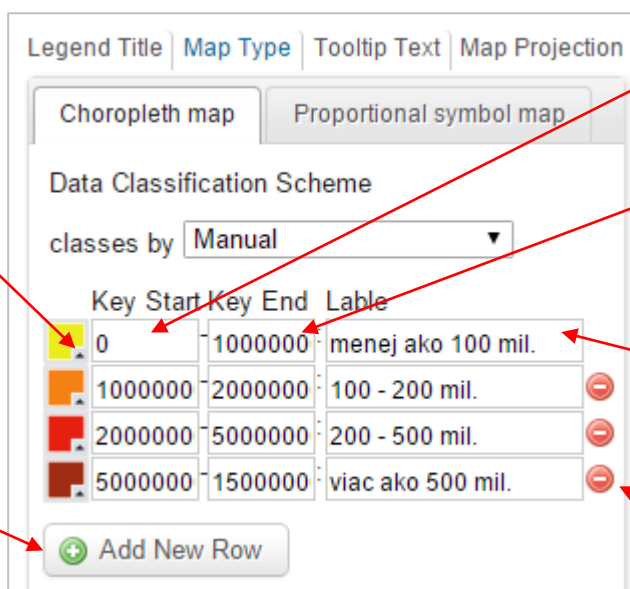 Legend Title Map Type Tooltip Text Map Projection
Choropleth map Proportional symbol map
Data Classification Scheme
classes by Manual
Key Start Key End Lable
0 - 1000000 : menej ako 100 mil.
1000000 - 2000000 : 100 - 200 mil.
2000000 - 5000000 : 200 - 500 mil.
5000000 - 1500000 : viac ako 500 mil.
Add New Row